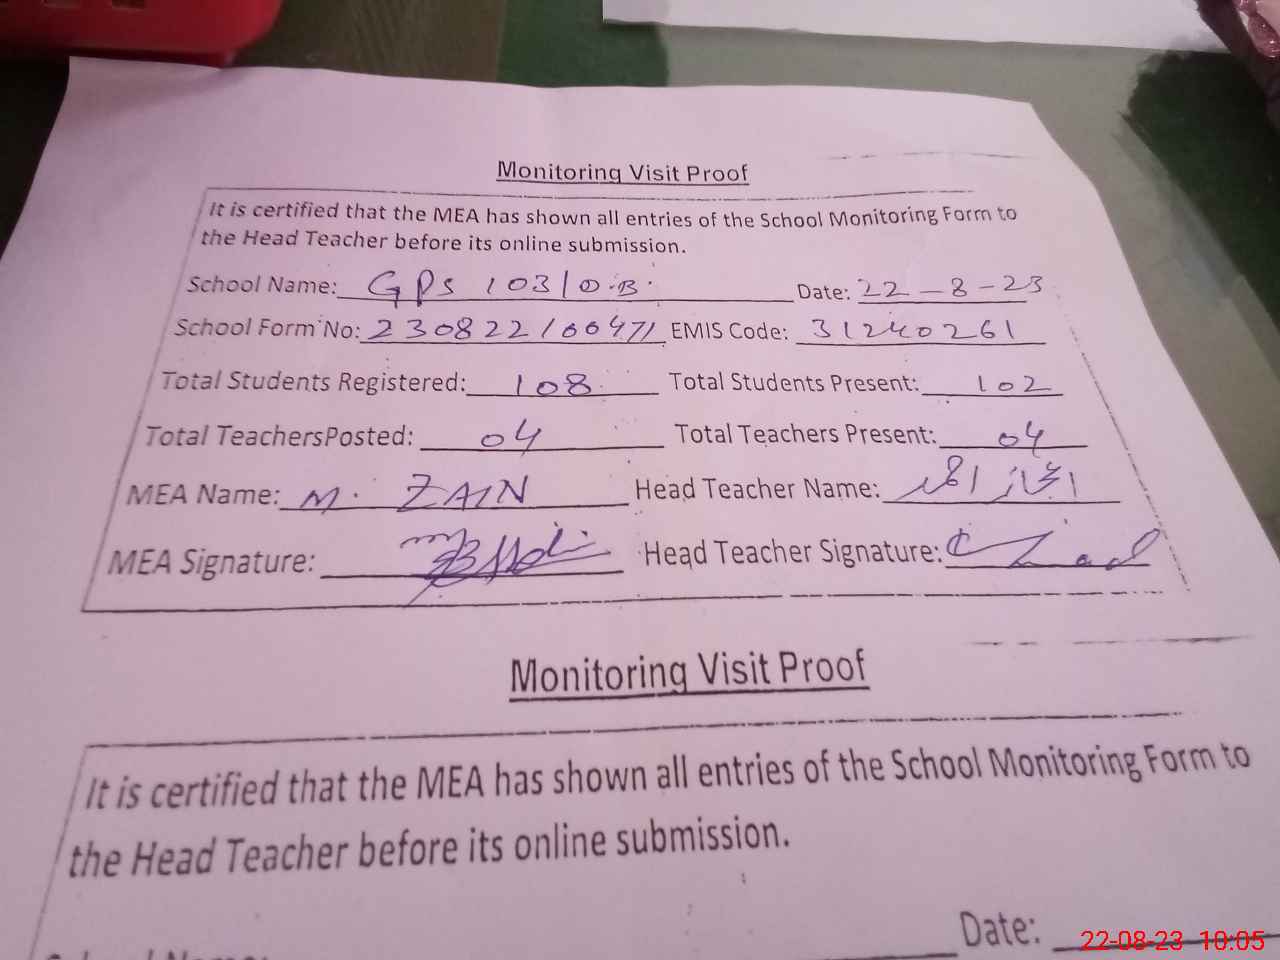 Monitoring Visit Proof
It is certified that the MEA has shown all entries of the School Monitoring Form to
the Head Teacher before its online submission.
School Name: GPS 103/D.B. Date: 22-8-23
School Form No: 230822100471 EMIS Code: 31240261
Total Students Registered: 108 Total Students Present: 102
Total TeachersPosted: 04 Total Teachers Present: 04
MEA Name: M. ZAIN Head Teacher Name: اعجاز احمد
MEA Signature: Head Teacher Signature:
Monitoring Visit Proof
It is certified that the MEA has shown all entries of the School Monitoring Form to
the Head Teacher before its online submission.
Date:
22-08-23 10:05